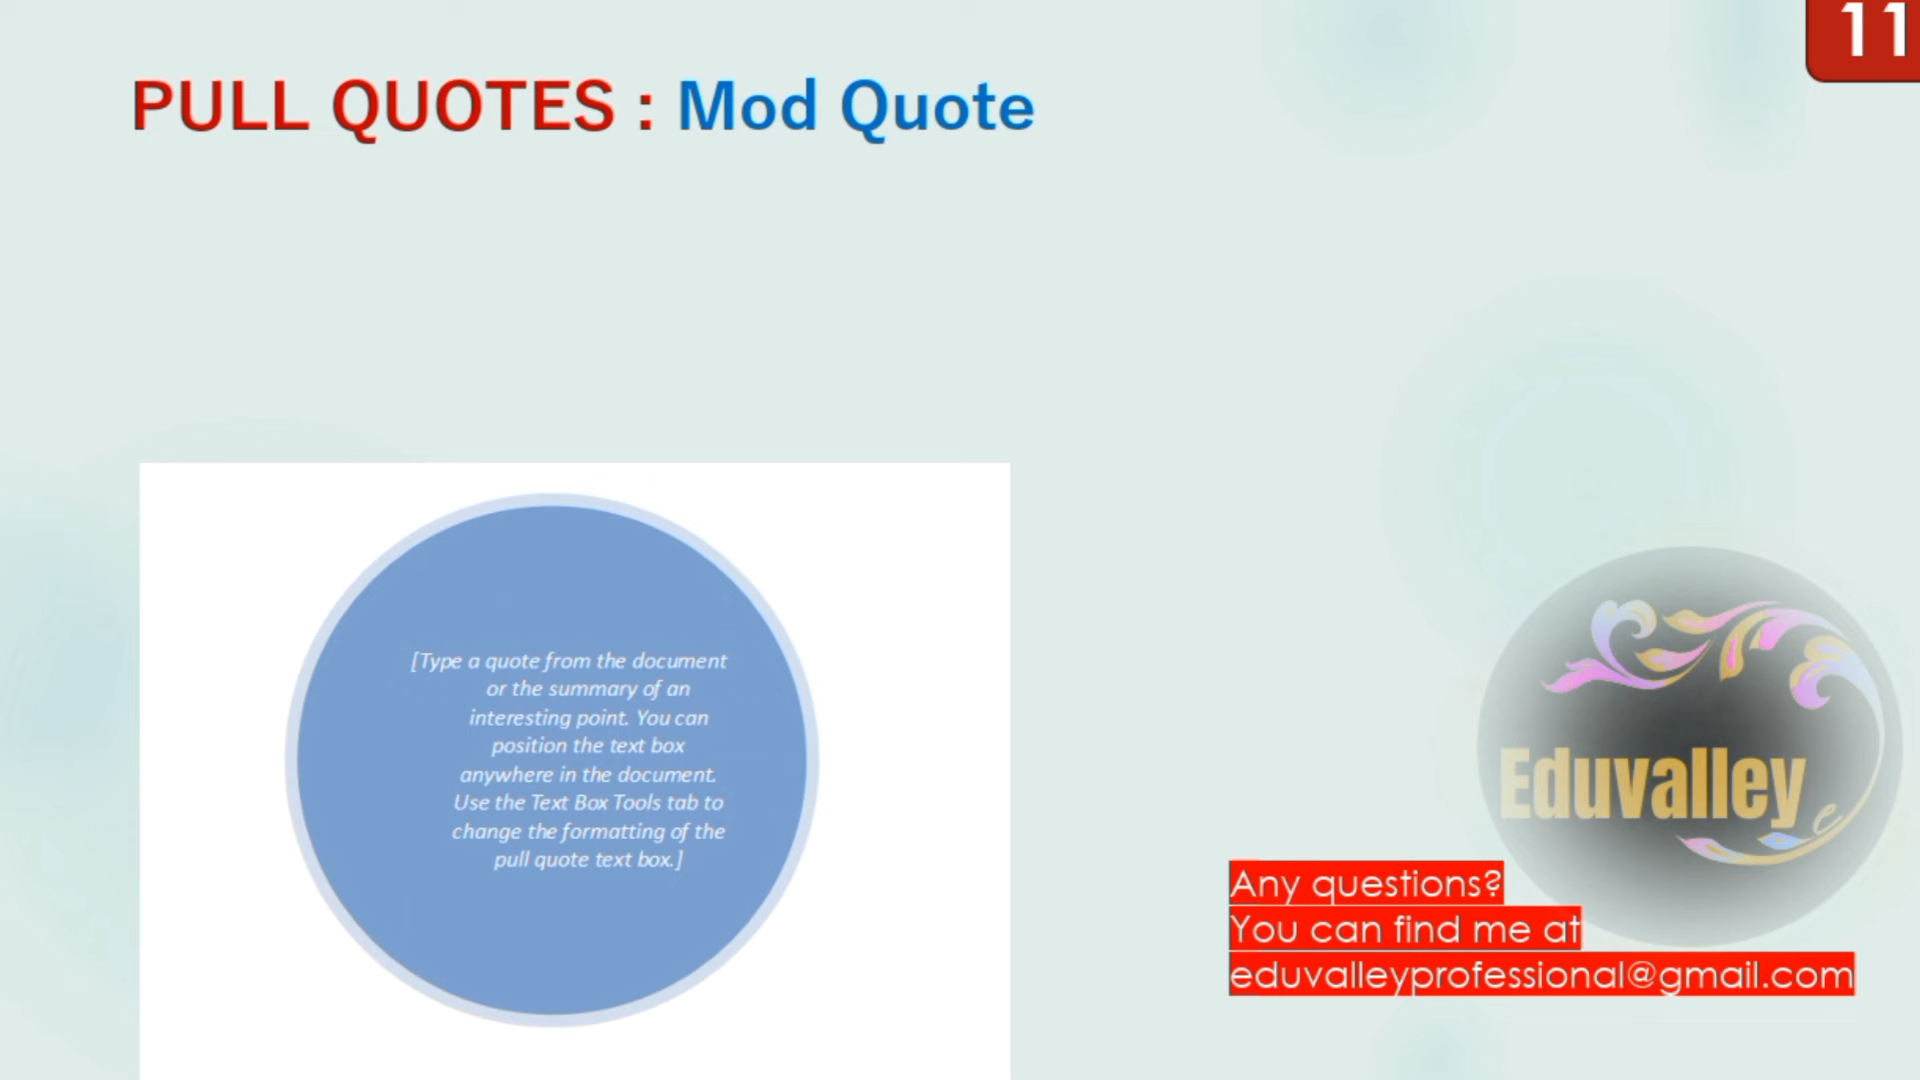 11
PULL QUOTES : Mod Quote
[Type a quote from the document
or the summary of an
interesting point. You can
position the text box
anywhere in the document.
Use the Text Box Tools tab to
change the formatting of the
pull quote text box.]
Eduvalley
e
Any questions?
You can find me at
eduvalleyprofessional@gmail.com